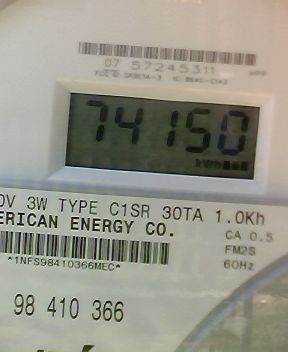 07 57245311
74150
kWh
0V 3W TYPE C1SR 30TA 1.0Kh
ERICAN ENERGY CO.
CA 0.5
FM2S
60Hz
*1NFS98410366MEC*
98 410 366